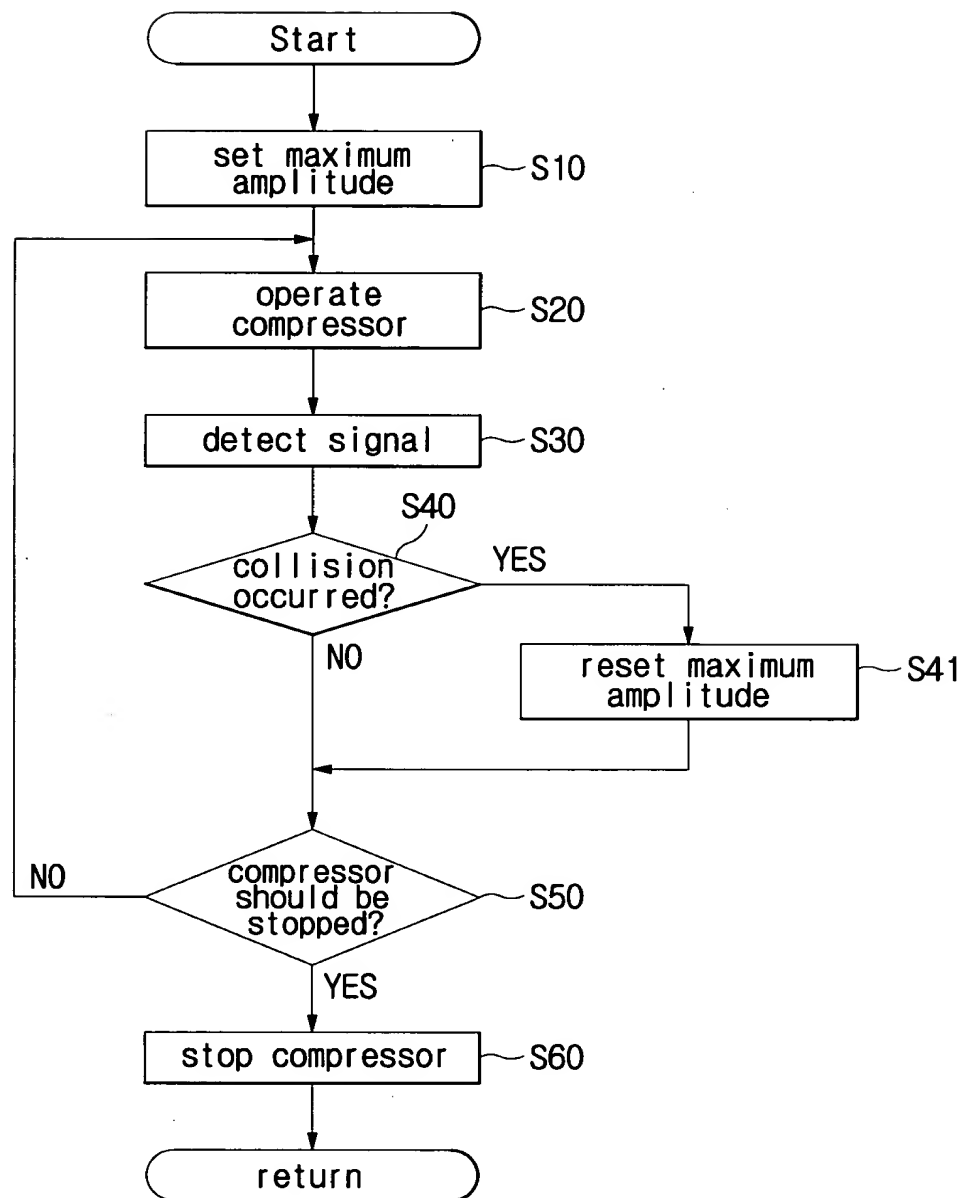 Start
set maximum
amplitude
S10
operate
compressor
S20
detect signal
S30
S40
collision
occurred?
YES
NO
reset maximum
amplitude
S41
compressor
should be
stopped?
NO
S50
YES
stop compressor
S60
return